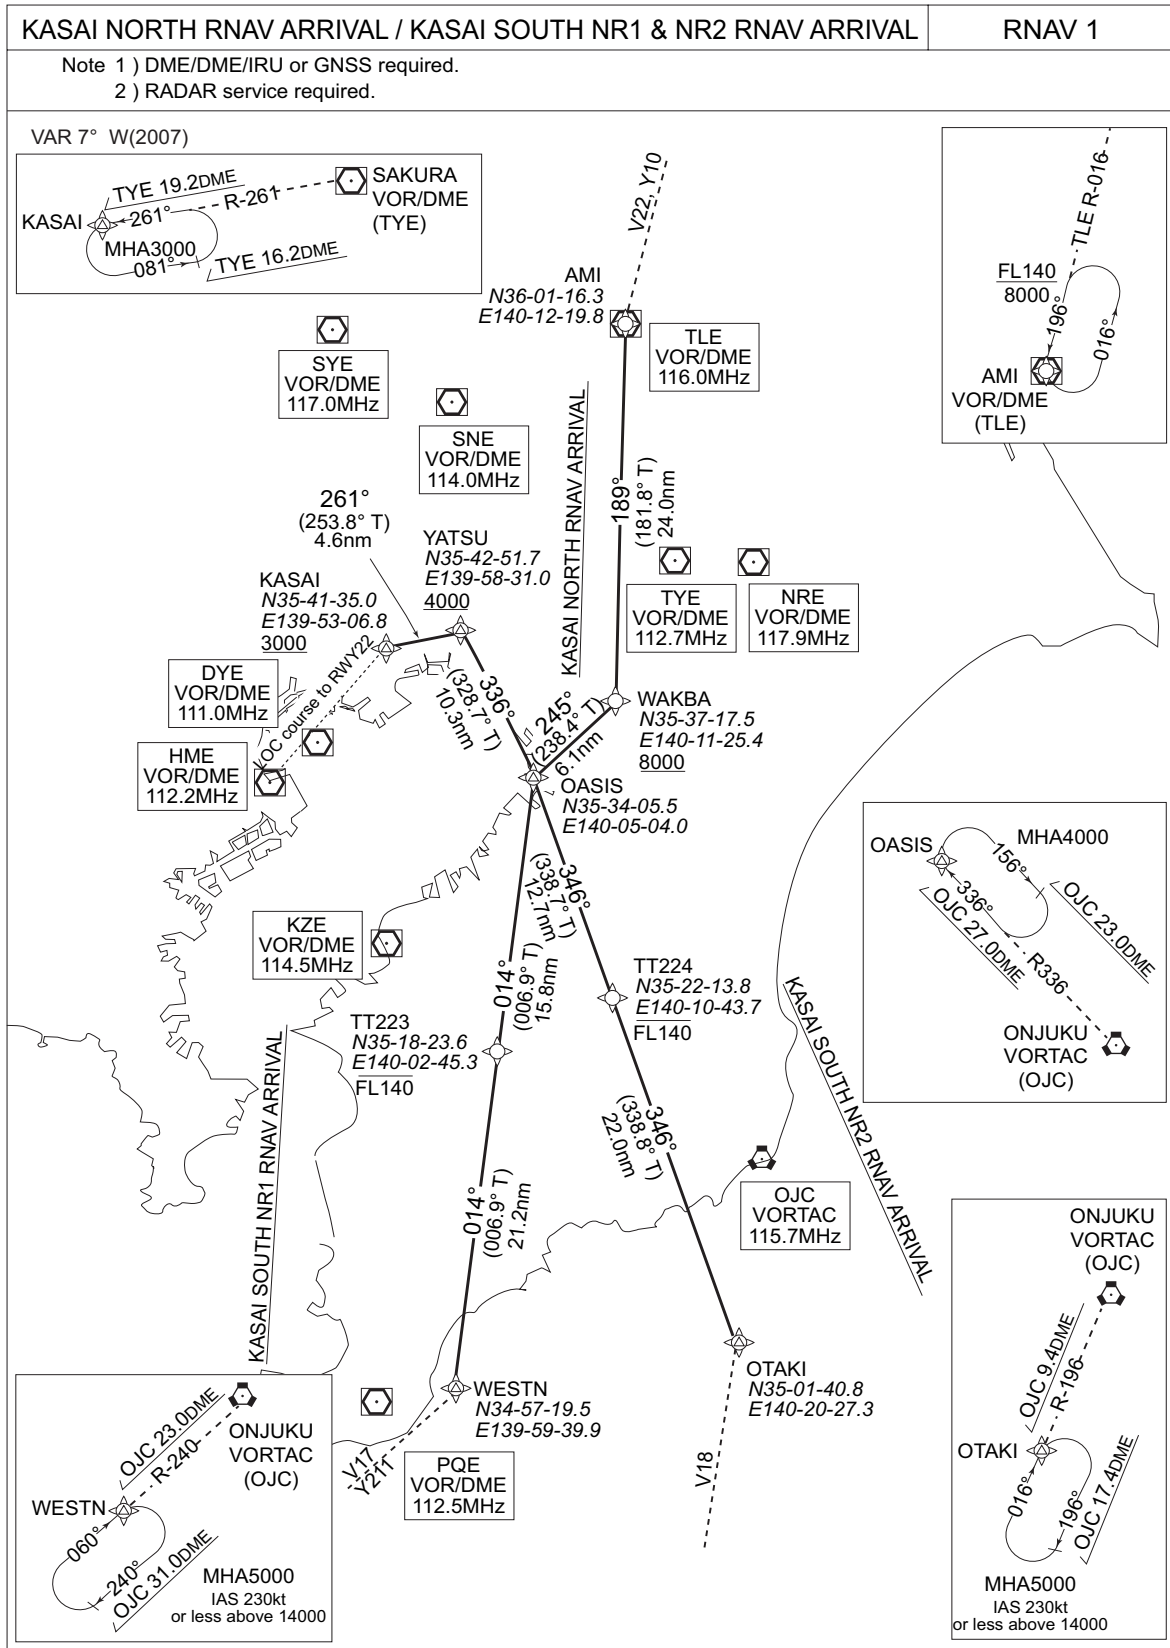 KASAI NORTH RNAV ARRIVAL / KASAI SOUTH NR1 & NR2 RNAV ARRIVAL
RNAV 1
Note 1 ) DME/DME/IRU or GNSS required.
2 ) RADAR service required.
VAR 7° W(2007)
TYE 19.2DME
R-261
SAKURA
VOR/DME
(TYE)
KASAI
261°
MHA3000
081°
TYE 16.2DME
V22, Y10
TLE R-016
FL140
8000
196°
016°
AMI
VOR/DME
(TLE)
AMI
N36-01-16.3
E140-12-19.8
TLE
VOR/DME
116.0MHz
SYE
VOR/DME
117.0MHz
SNE
VOR/DME
114.0MHz
KASAI NORTH RNAV ARRIVAL
189°
(181.8° T)
24.0nm
261°
(253.8° T)
4.6nm
YATSU
N35-42-51.7
E139-58-31.0
4000
KASAI
N35-41-35.0
E139-53-06.8
3000
TYE
VOR/DME
112.7MHz
NRE
VOR/DME
117.9MHz
DYE
VOR/DME
111.0MHz
LOC course to RWY22
HME
VOR/DME
112.2MHz
336°
(328.7° T)
10.3nm
245°
(238.4° T)
6.1nm
WAKBA
N35-37-17.5
E140-11-25.4
8000
OASIS
N35-34-05.5
E140-05-04.0
OASIS
156°
MHA4000
336°
OJC 27.0DME
OJC 23.0DME
R336
ONJUKU
VORTAC
(OJC)
346°
(338.7° T)
12.7nm
KZE
VOR/DME
114.5MHz
014°
(006.9° T)
15.8nm
TT224
N35-22-13.8
E140-10-43.7
FL140
TT223
N35-18-23.6
E140-02-45.3
FL140
KASAI SOUTH NR1 RNAV ARRIVAL
KASAI SOUTH NR2 RNAV ARRIVAL
346°
(338.8° T)
22.0nm
014°
(006.9° T)
21.2nm
OJC
VORTAC
115.7MHz
OTAKI
N35-01-40.8
E140-20-27.3
V18
WESTN
N34-57-19.5
E139-59-39.9
V17
Y211
PQE
VOR/DME
112.5MHz
OJC 23.0DME
R-240
ONJUKU
VORTAC
(OJC)
WESTN
060°
240°
OJC 31.0DME
MHA5000
IAS 230kt
or less above 14000
ONJUKU
VORTAC
(OJC)
OJC 9.4DME
R-196
OTAKI
016°
196°
OJC 17.4DME
MHA5000
IAS 230kt
or less above 14000